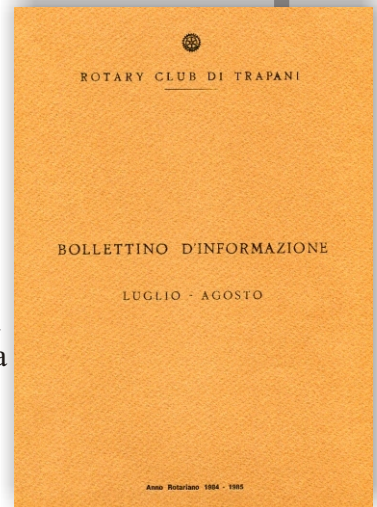 ROTARY CLUB DI TRAPANI
BOLLETTINO D'INFORMAZIONE
LUGLIO - AGOSTO
a
Anno Rotariano 1984 - 1985